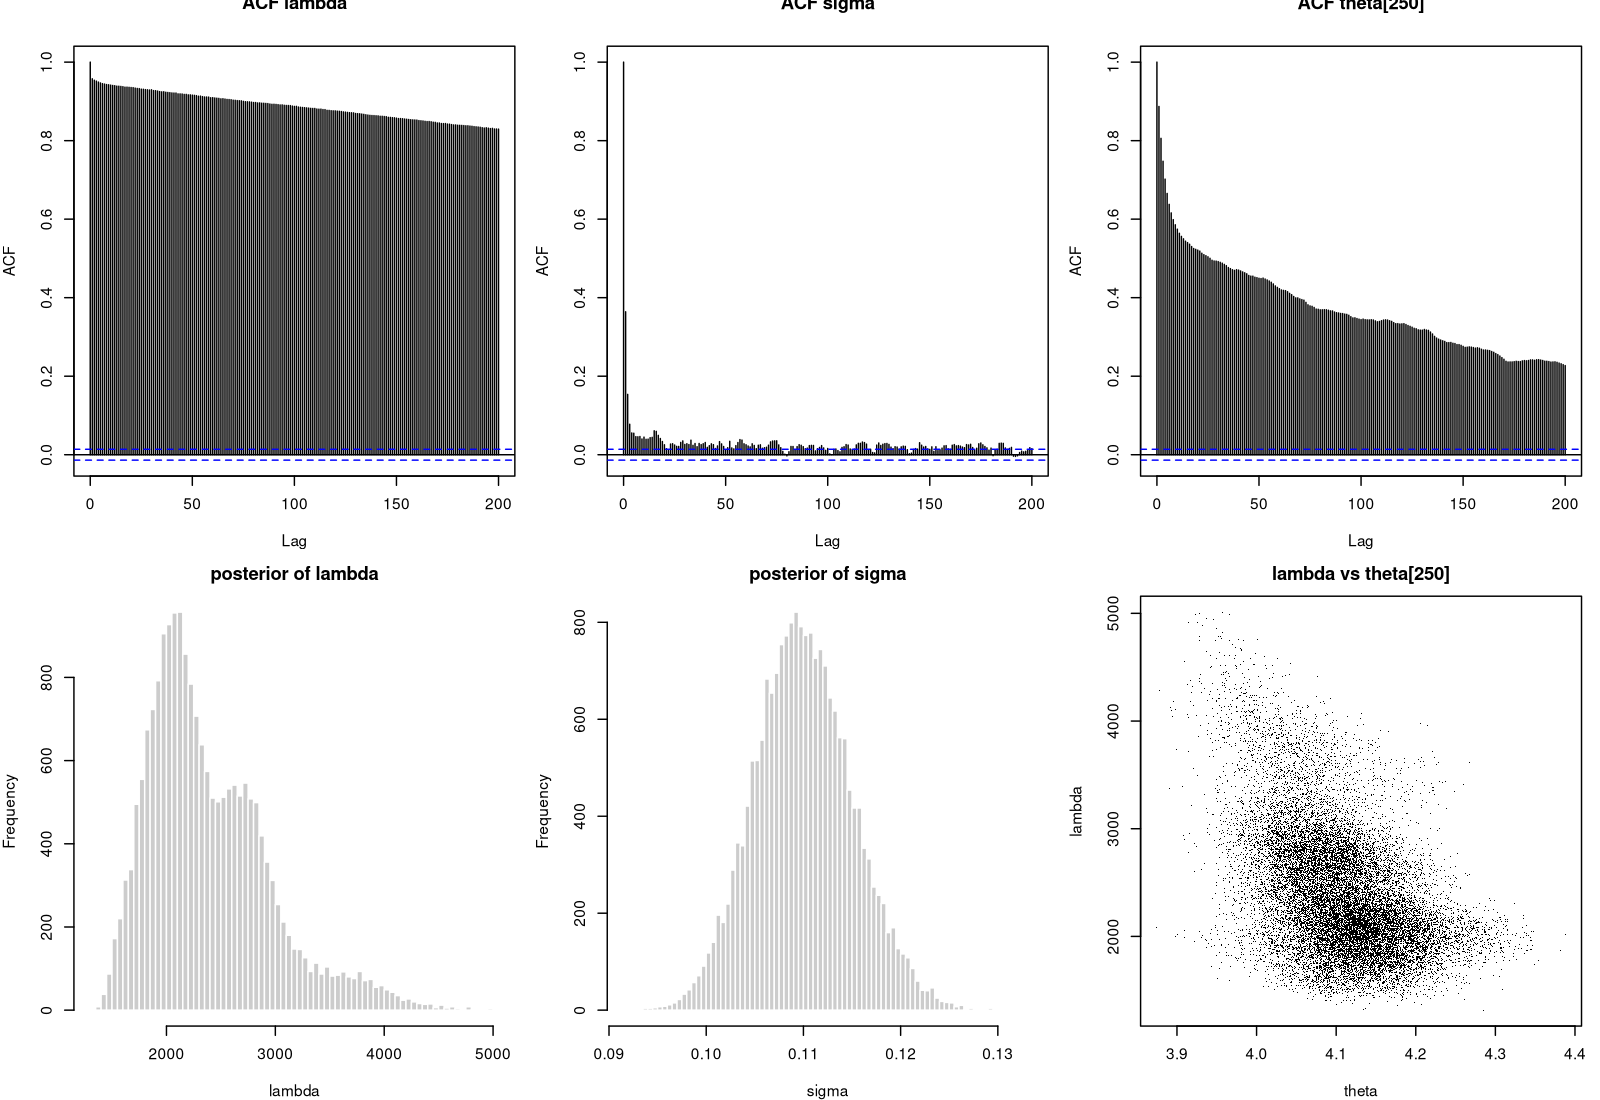 ACF lambda
ACF sigma
ACF theta[250]
ACF
0.0 0.2 0.4 0.6 0.8 1.0
0 50 100 150 200
Lag
ACF
0.0 0.2 0.4 0.6 0.8 1.0
0 50 100 150 200
Lag
ACF
0.0 0.2 0.4 0.6 0.8 1.0
0 50 100 150 200
Lag
posterior of lambda
Frequency
0 200 400 600 800
2000 3000 4000 5000
lambda
posterior of sigma
Frequency
0 200 400 600 800
0.09 0.10 0.11 0.12 0.13
sigma
lambda vs theta[250]
lambda
2000 3000 4000 5000
3.9 4.0 4.1 4.2 4.3 4.4
theta